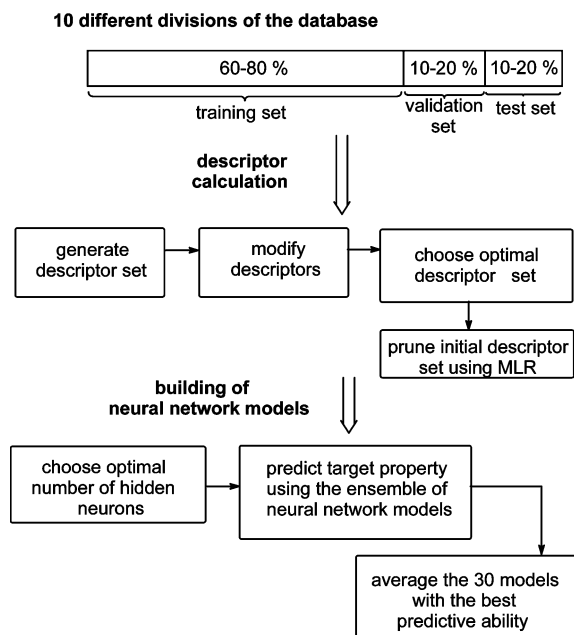 10 different divisions of the database
60-80 %
10-20 %
10-20 %
training set
validation
set
test set
descriptor
calculation
generate
descriptor set
modify
descriptors
choose optimal
descriptor set
prune initial descriptor
set using MLR
building of
neural network models
choose optimal
number of hidden
neurons
predict target property
using the ensemble of
neural network models
average the 30 models
with the best
predictive ability